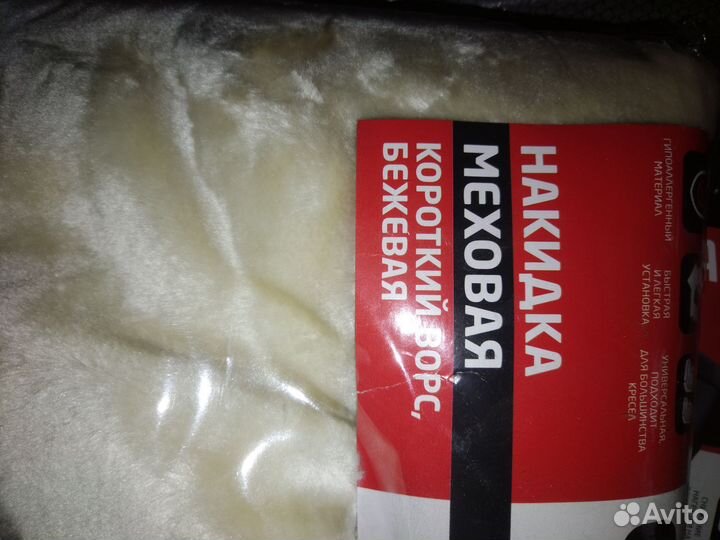 НАКИДКА
МЕХОВАЯ
КОРОТКИЙ ВОРС,
БЕЖЕВАЯ
ГИПОАЛЛЕРГЕННЫЙ
МАТЕРИАЛ
БЫСТРАЯ
И ЛЕГКАЯ
УСТАНОВКА
УНИВЕРСАЛЬНАЯ,
ПОДХОДИТ
ДЛЯ БОЛЬШИНСТВА
КРЕСЕЛ
Avito